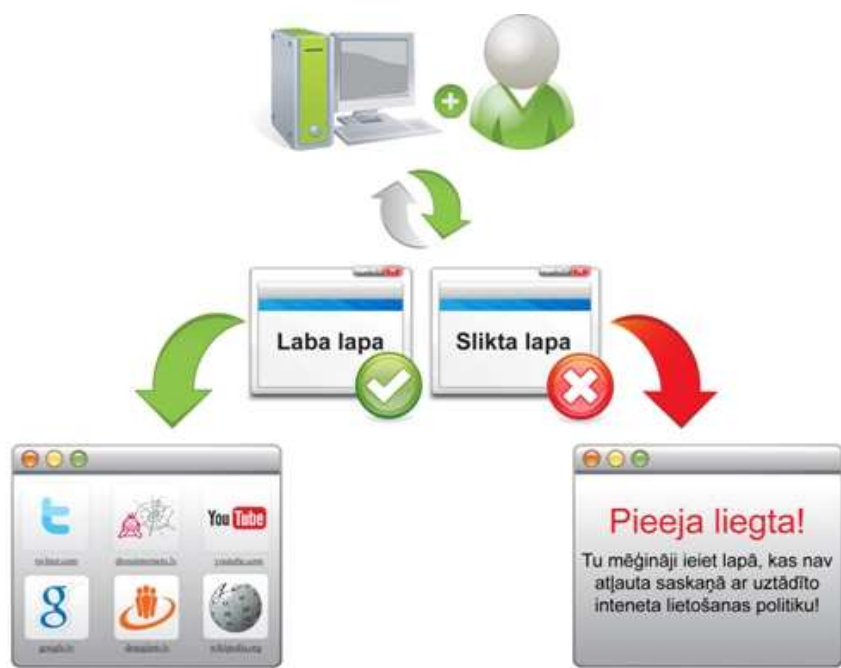 Laba lapa
Slikta lapa
You Tube
g
Pieeja liegta!
Tu mēģināji ieiet lapā, kas nav
atļauta saskaņā ar uztādīto
inteneta lietošanas politiku!